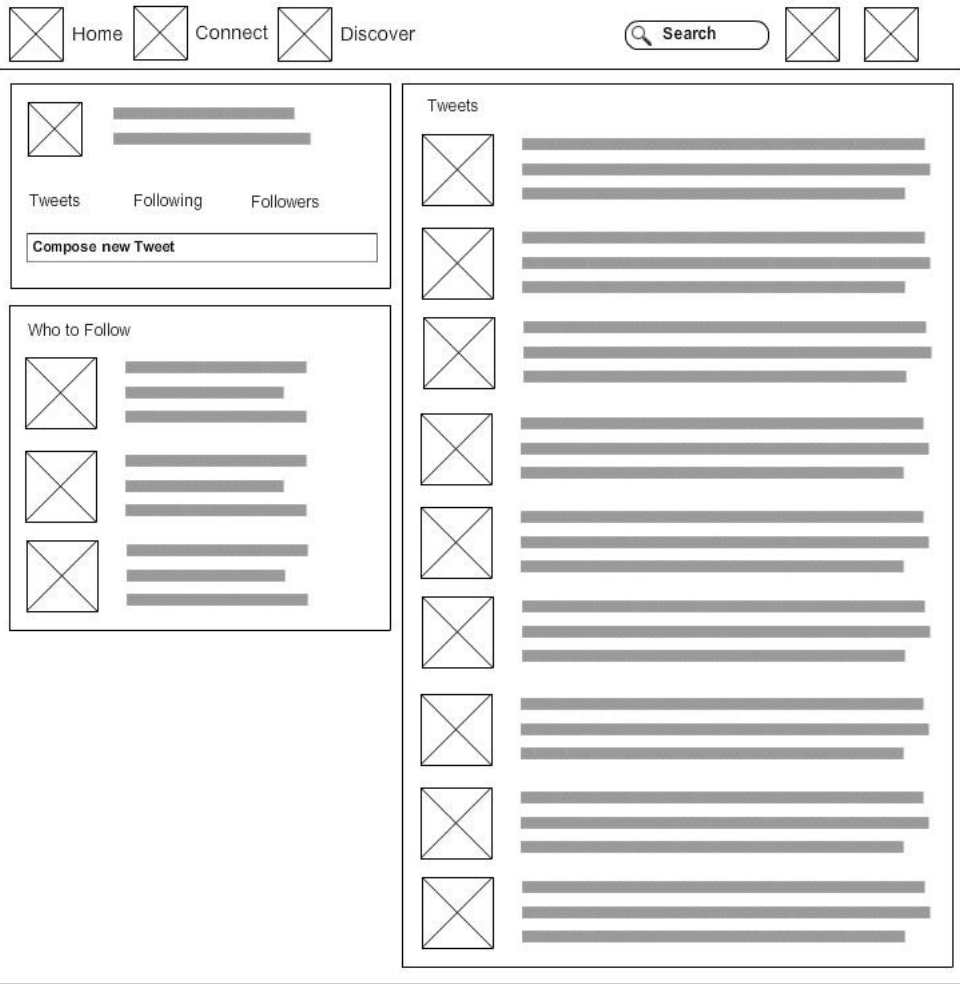 Home Connect Discover Search
Tweets Following Followers
Compose new Tweet
Who to Follow
Tweets